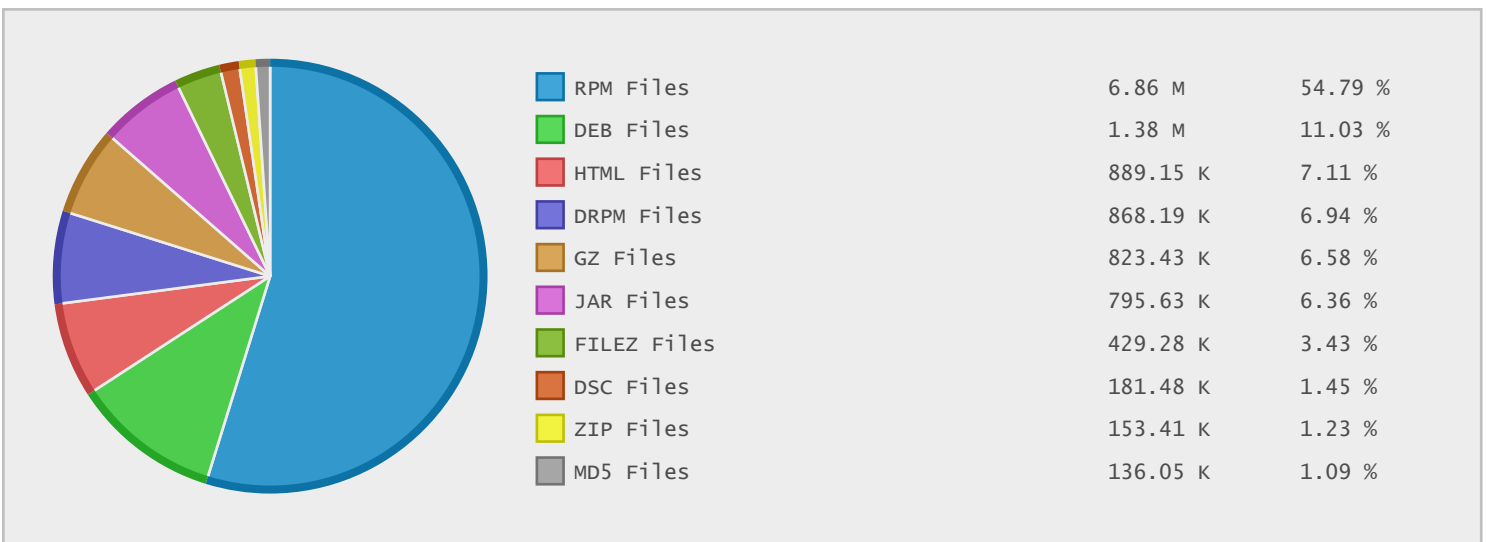 RPM Files 6.86 M 54.79 %
DEB Files 1.38 M 11.03 %
HTML Files 889.15 K 7.11 %
DRPM Files 868.19 K 6.94 %
GZ Files 823.43 K 6.58 %
JAR Files 795.63 K 6.36 %
FILEZ Files 429.28 K 3.43 %
DSC Files 181.48 K 1.45 %
ZIP Files 153.41 K 1.23 %
MD5 Files 136.05 K 1.09 %